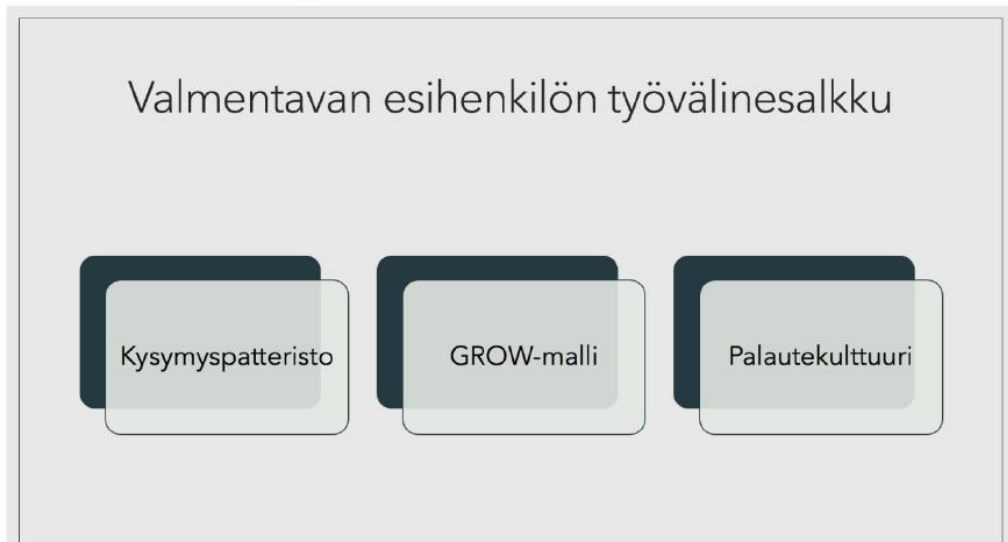 Valmentavan esihenkilön työvälinesalkku
Kysymyspatteristo
GROW-malli
Palautekulttuuri